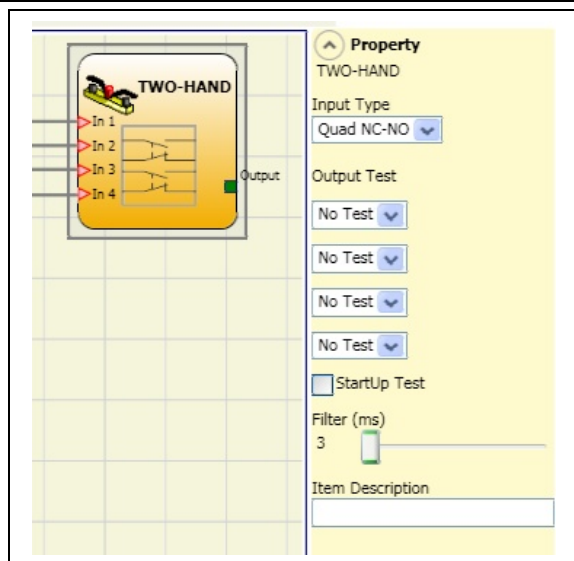 TWO-HAND
In 1
In 2
In 3
In 4
Output
Property
TWO-HAND
Input Type
Quad NC-NO
Output Test
No Test
No Test
No Test
No Test
StartUp Test
Filter (ms)
3
Item Description